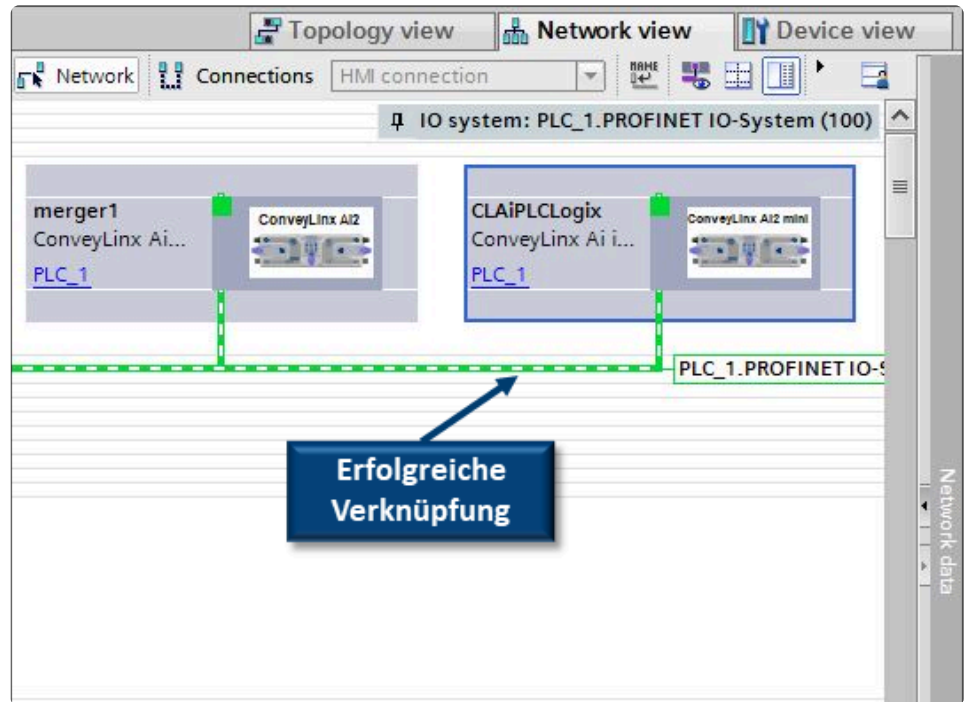 Topology view
Network view
Device view
Network
Connections
HMI connection
NAME
IO system: PLC_1.PROFINET IO-System (100)
merger1
ConveyLinx Ai...
PLC_1
ConveyLinx AI2
CLAiPLCLogix
ConveyLinx Ai i...
PLC_1
ConveyLinx AI2 mini
PLC_1.PROFINET IO-S
Erfolgreiche
Verknüpfung
Network data